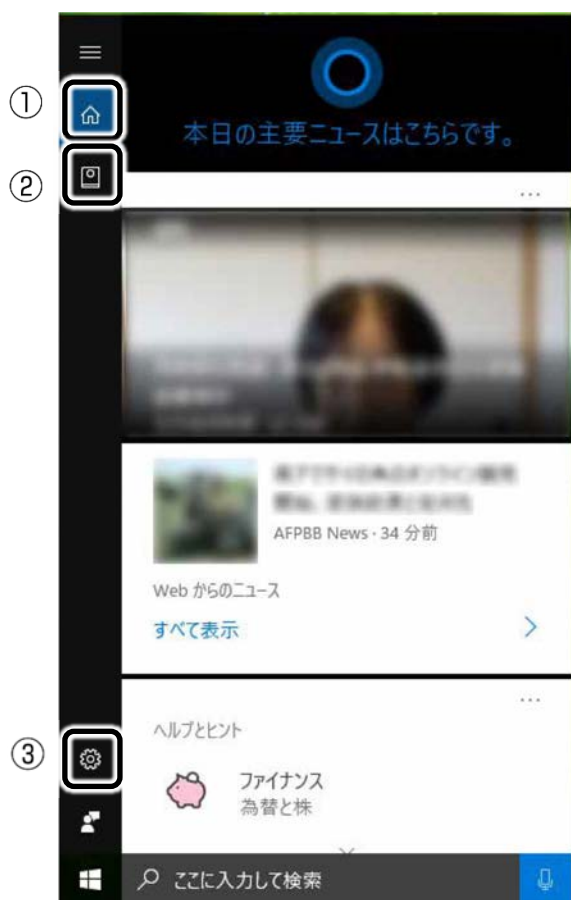 ①
本日の主要ニュースはこちらです。
②
AFPBB News · 34 分前
Web からのニュース
すべて表示
ヘルプとヒント
③
ファイナンス
為替と株
ここに入力して検索